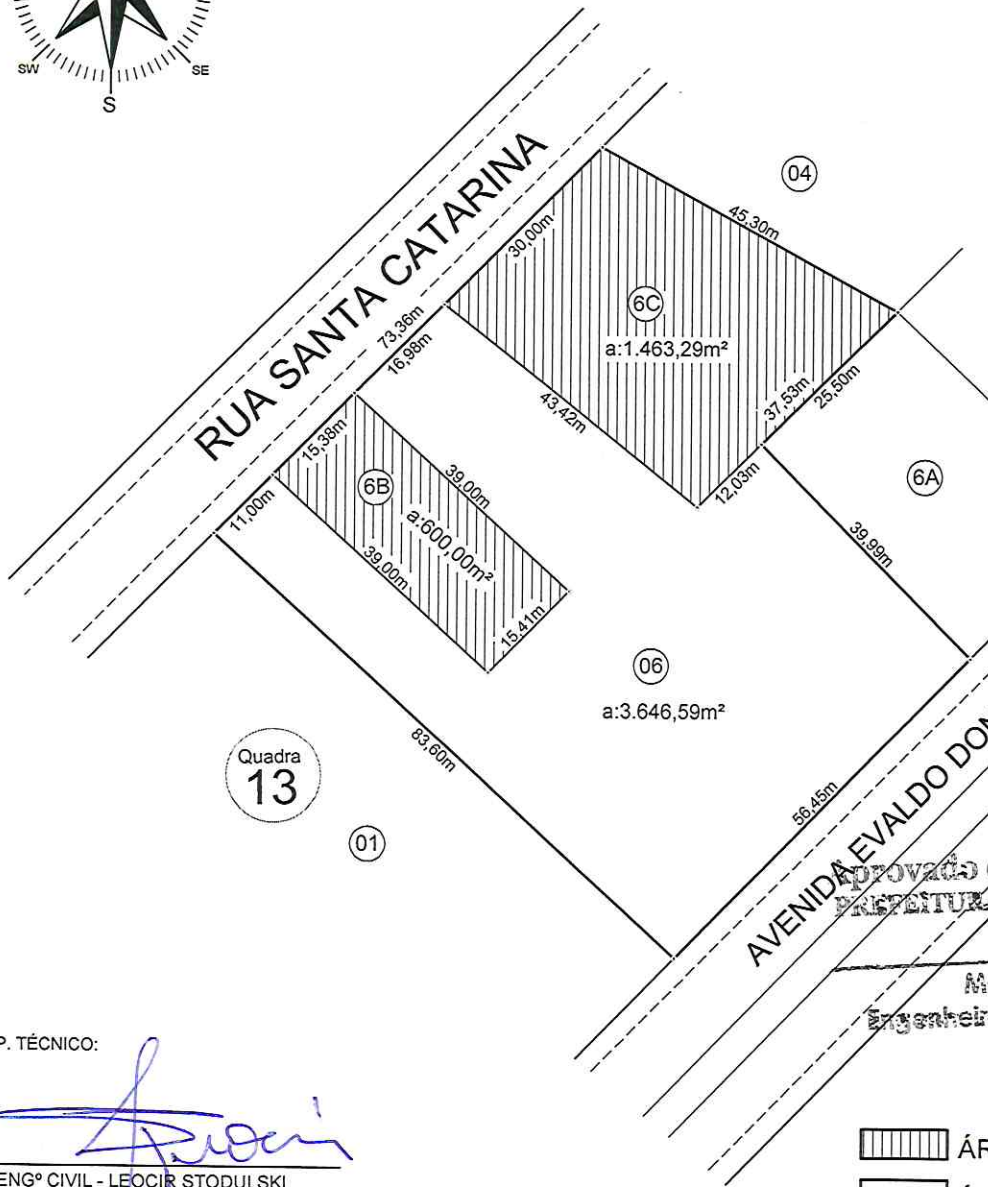 SW
SE
S
RUA SANTA CATARINA
04
45,30m
30,00m
6C
a:1.463,29m²
73,36m
16,98m
43,42m
37,53m
25,50m
12,03m
6A
15,38m
6B
39,00m
a:600,00m²
11,00m
39,00m
15,41m
39,99m
06
a:3.646,59m²
83,60m
Quadra
13
01
56,45m
AVENIDA EVALDO
Aprovado
PREFEITURA
P. TÉCNICO:
ENGº CIVIL - LEOCIR STODULSKI